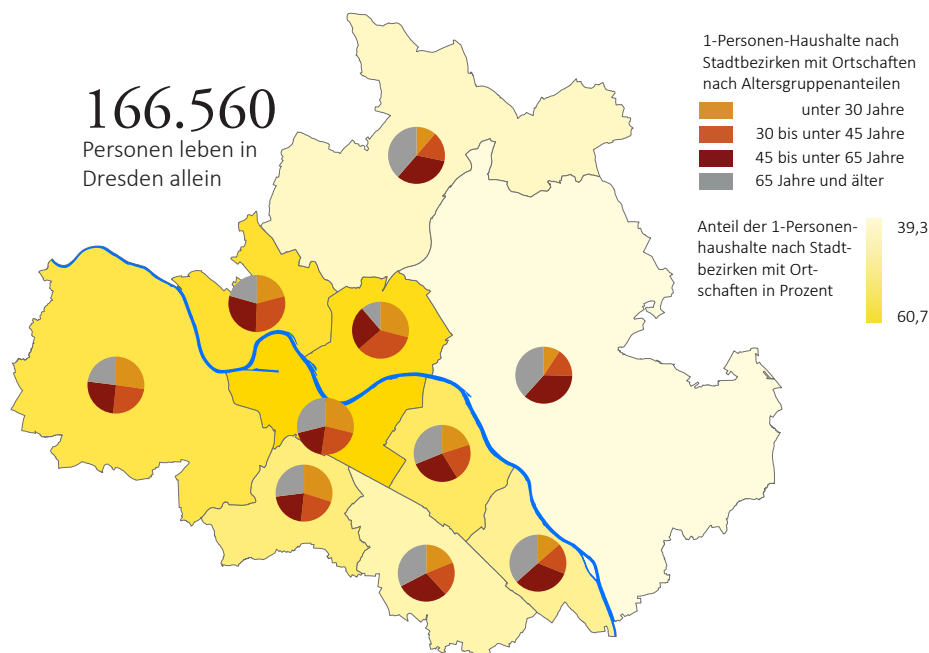 166.560
Personen leben in
Dresden allein
1-Personen-Haushalte nach
Stadtbezirken mit Ortschaften
nach Altersgruppenanteilen
unter 30 Jahre
30 bis unter 45 Jahre
45 bis unter 65 Jahre
65 Jahre und älter
Anteil der 1-Personen-
haushalte nach Stadt-
bezirken mit Ort-
schaften in Prozent
39,3
60,7